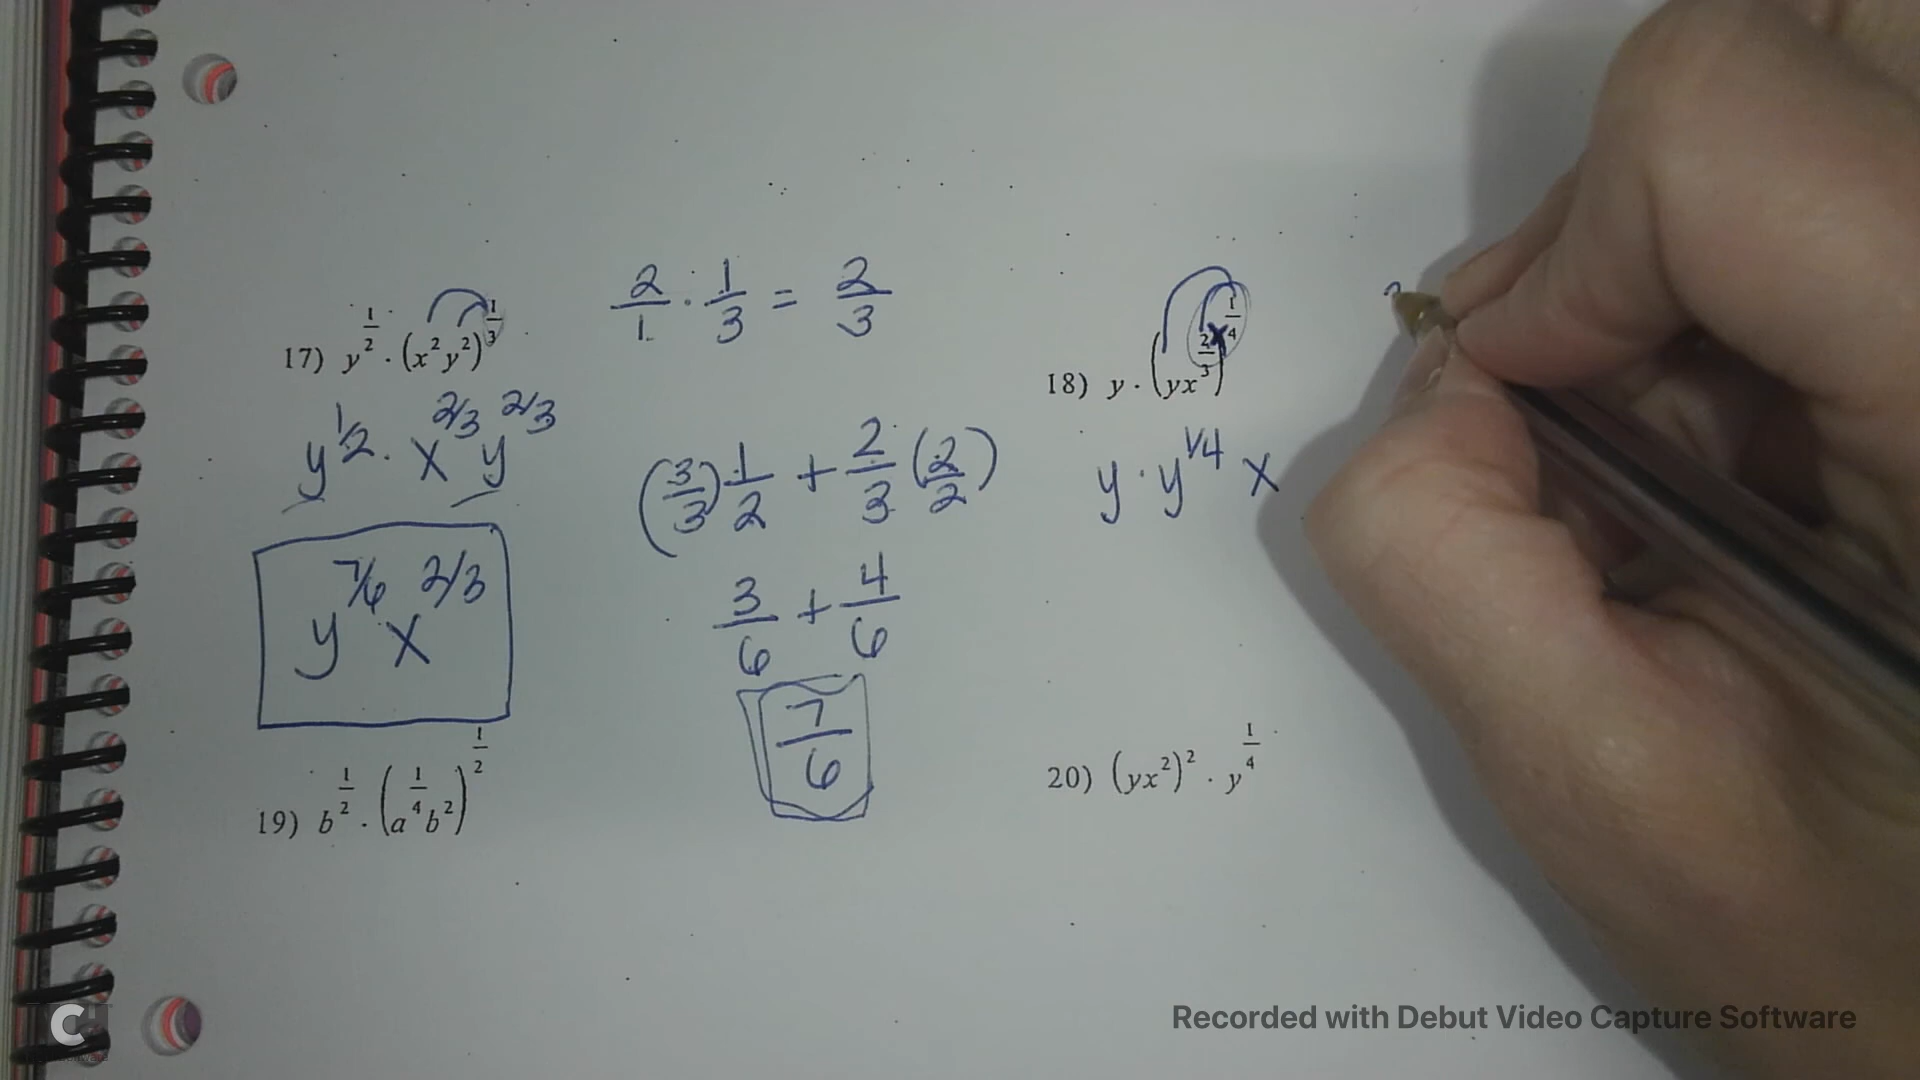 17) y^{1/2} · (x²y²)^{1/3}
y^{1/2} · x^{2/3} y^{2/3}
y^{7/6} x^{2/3}
2/1 · 1/3 = 2/3
(3/3) 1/2 + 2/3 (2/2)
3/6 + 4/6
7/6
18) y · (yx^{2/3})^{1/4}
y · y^{1/4} x
19) b^{1/2} · (a^{1/4}b²)^{1/2}
20) (yx²)² · y^{1/4}
Recorded with Debut Video Capture Software